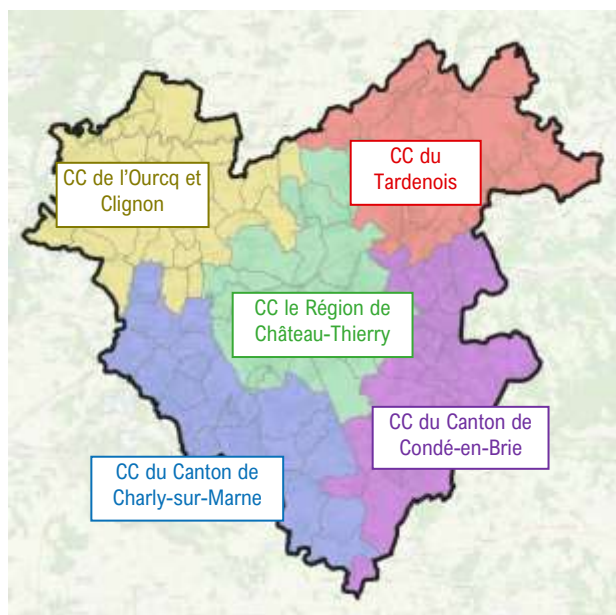 CC du
Tardenois
CC de l'Ourcq et
Clignon
CC le Région de
Château-Thierry
CC du Canton de
Condé-en-Brie
CC du Canton de
Charly-sur-Marne